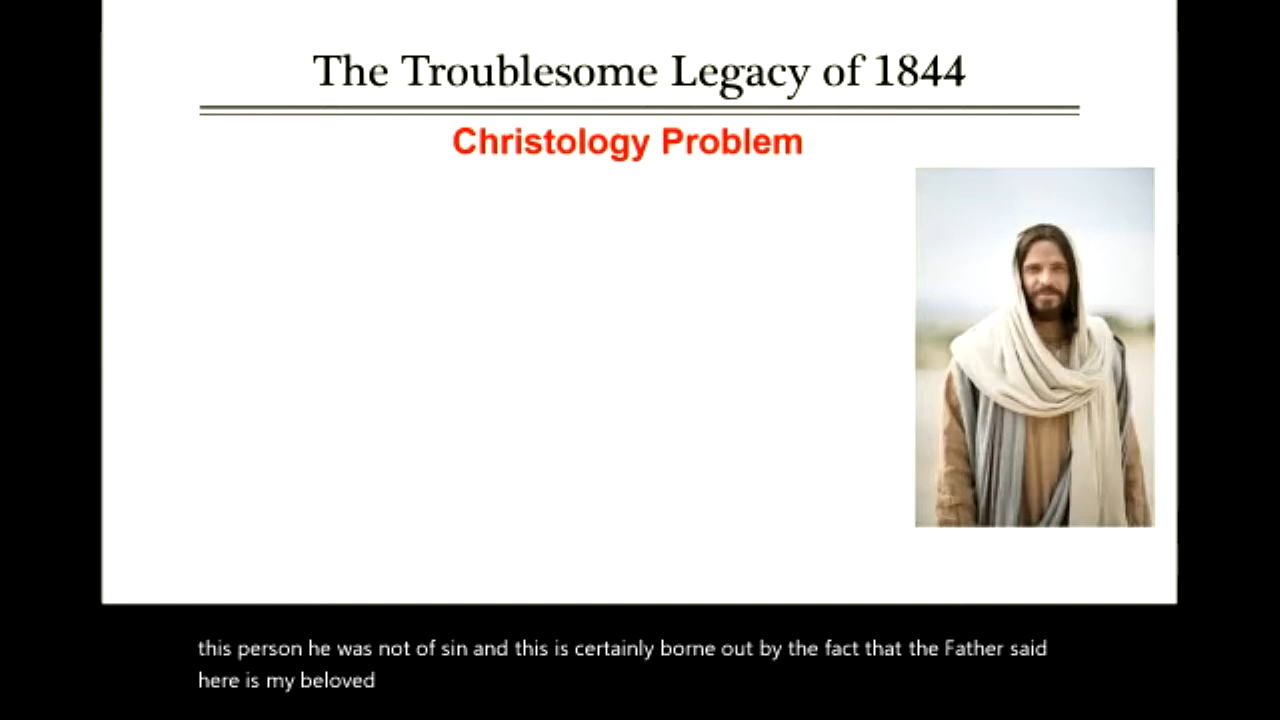 The Troublesome Legacy of 1844
Christology Problem
this person he was not of sin and this is certainly borne out by the fact that the Father said
here is my beloved